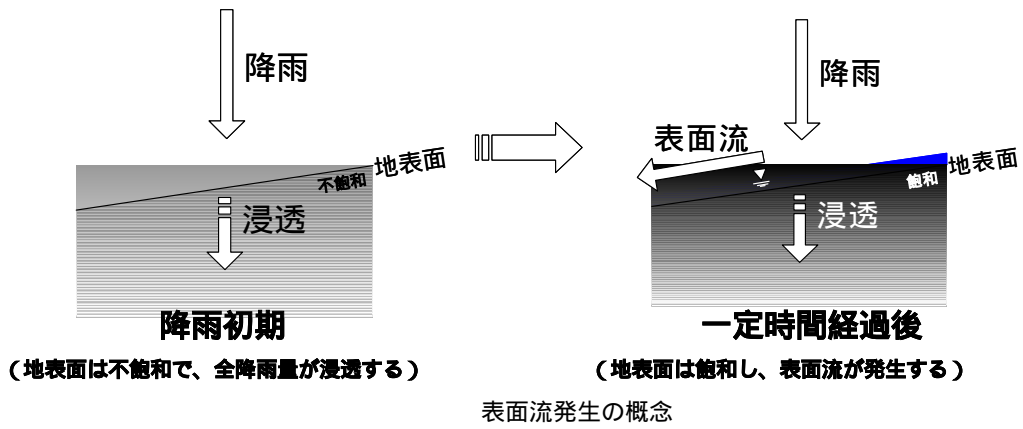 降雨
地表面
不飽和
浸透
降雨初期
（地表面は不飽和で、全降雨量が浸透する）
降雨
表面流
地表面
飽和
浸透
一定時間経過後
（地表面は飽和し、表面流が発生する）
表面流発生の概念